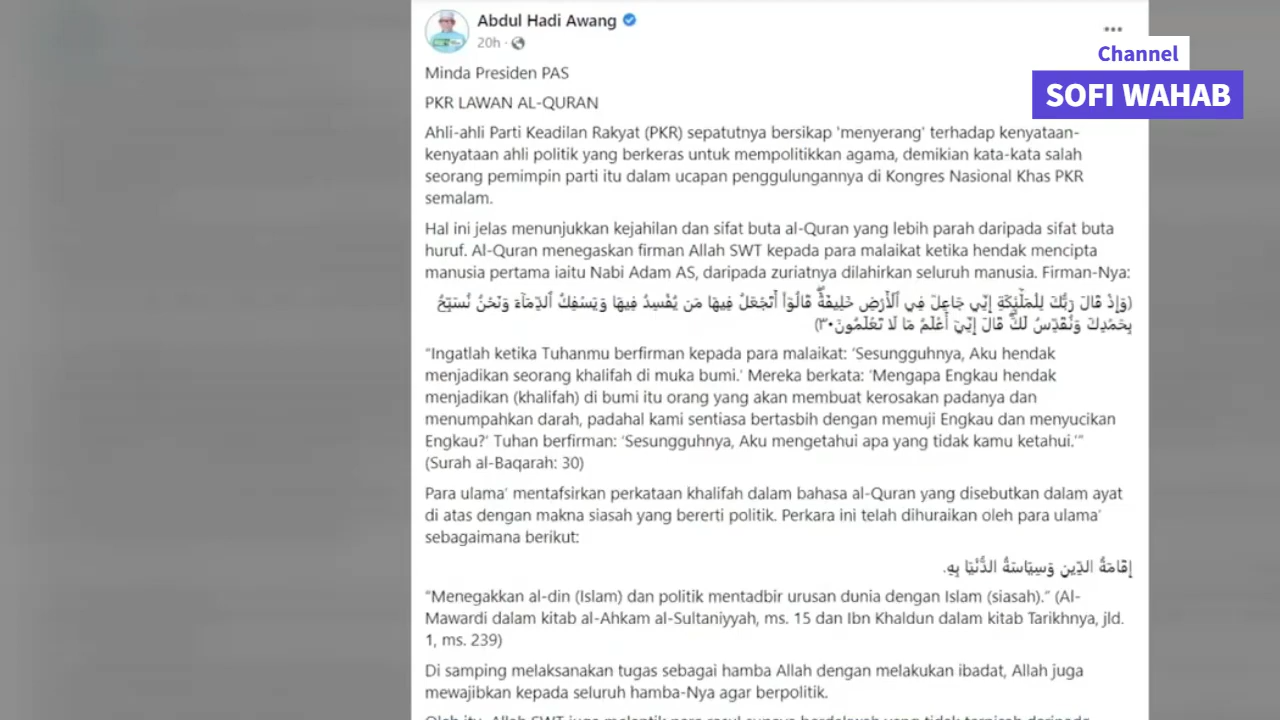 Abdul Hadi Awang
20h ·
Channel
SOFI WAHAB
Minda Presiden PAS
PKR LAWAN AL-QURAN
Ahli-ahli Parti Keadilan Rakyat (PKR) sepatutnya bersikap 'menyerang' terhadap kenyataan-
kenyataan ahli politik yang berkeras untuk mempolitikkan agama, demikian kata-kata salah
seorang pemimpin parti itu dalam ucapan penggulungannya di Kongres Nasional Khas PKR
semalam.
Hal ini jelas menunjukkan kejahilan dan sifat buta al-Quran yang lebih parah daripada sifat buta
huruf. Al-Quran menegaskan firman Allah SWT kepada para malaikat ketika hendak mencipta
manusia pertama iaitu Nabi Adam AS, daripada zuriatnya dilahirkan seluruh manusia. Firman-Nya:
(وَإِذْ قَالَ رَبُّكَ لِلْمَلَٰٓئِكَةِ إِنِّي جَاعِلٞ فِي ٱلْأَرْضِ خَلِيفَةٗۖ قَالُوٓاْ أَتَجْعَلُ فِيهَا مَن يُفْسِدُ فِيهَا وَيَسْفِكُ ٱلدِّمَآءَ وَنَحْنُ نُسَبِّحُ
بِحَمْدِكَ وَنُقَدِّسُ لَكَۖ قَالَ إِنِّيٓ أَعْلَمُ مَا لَا تَعْلَمُونَ٣٠)
“Ingatlah ketika Tuhanmu berfirman kepada para malaikat: ‘Sesungguhnya, Aku hendak
menjadikan seorang khalifah di muka bumi.’ Mereka berkata: ‘Mengapa Engkau hendak
menjadikan (khalifah) di bumi itu orang yang akan membuat kerosakan padanya dan
menumpahkan darah, padahal kami sentiasa bertasbih dengan memuji Engkau dan menyucikan
Engkau?’ Tuhan berfirman: ‘Sesungguhnya, Aku mengetahui apa yang tidak kamu ketahui.’”
(Surah al-Baqarah: 30)
Para ulama’ mentafsirkan perkataan khalifah dalam bahasa al-Quran yang disebutkan dalam ayat
di atas dengan makna siasah yang bererti politik. Perkara ini telah dihuraikan oleh para ulama’
sebagaimana berikut:
إِقَامَةُ الدِّينِ وَسِيَاسَةُ الدُّنْيَا بِهِ.
“Menegakkan al-din (Islam) dan politik mentadbir urusan dunia dengan Islam (siasah).” (Al-
Mawardi dalam kitab al-Ahkam al-Sultaniyyah, ms. 15 dan Ibn Khaldun dalam kitab Tarikhnya, jld.
1, ms. 239)
Di samping melaksanakan tugas sebagai hamba Allah dengan melakukan ibadat, Allah juga
mewajibkan kepada seluruh hamba-Nya agar berpolitik.